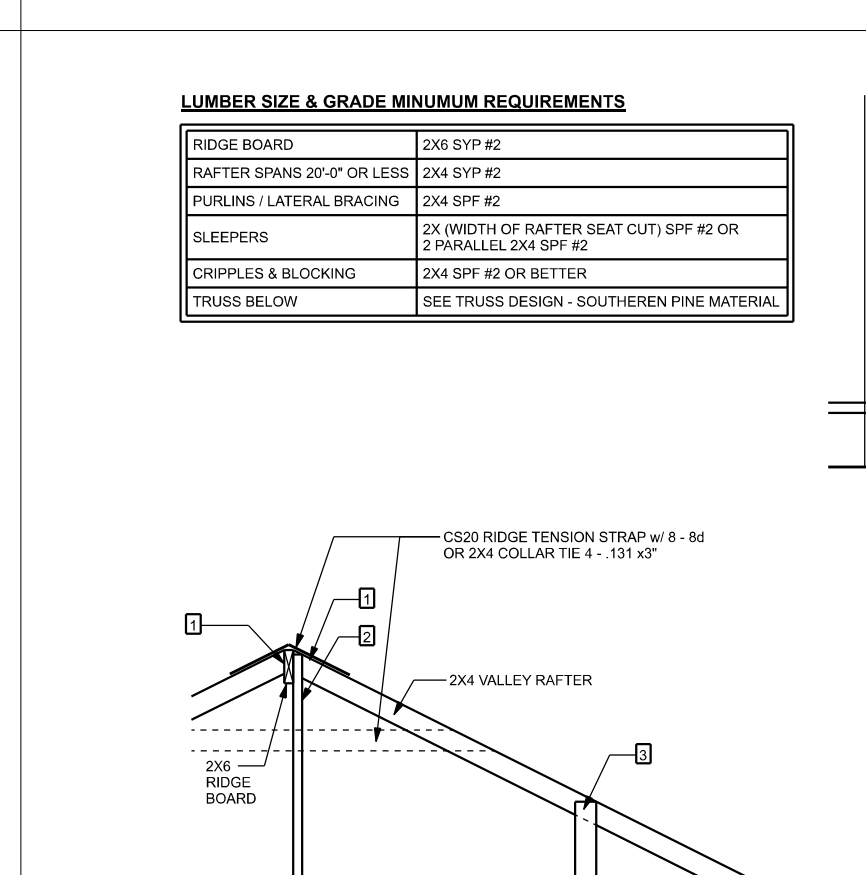 LUMBER SIZE & GRADE MINUMUM REQUIREMENTS
RIDGE BOARD 2X6 SYP #2
RAFTER SPANS 20'-0" OR LESS 2X4 SYP #2
PURLINS / LATERAL BRACING 2X4 SPF #2
SLEEPERS 2X (WIDTH OF RAFTER SEAT CUT) SPF #2 OR
2 PARALLEL 2X4 SPF #2
CRIPPLES & BLOCKING 2X4 SPF #2 OR BETTER
TRUSS BELOW SEE TRUSS DESIGN - SOUTHEREN PINE MATERIAL
CS20 RIDGE TENSION STRAP w/ 8 - 8d
OR 2X4 COLLAR TIE 4 - .131 x3"
1
1
2
2X4 VALLEY RAFTER
3
2X6
RIDGE
BOARD